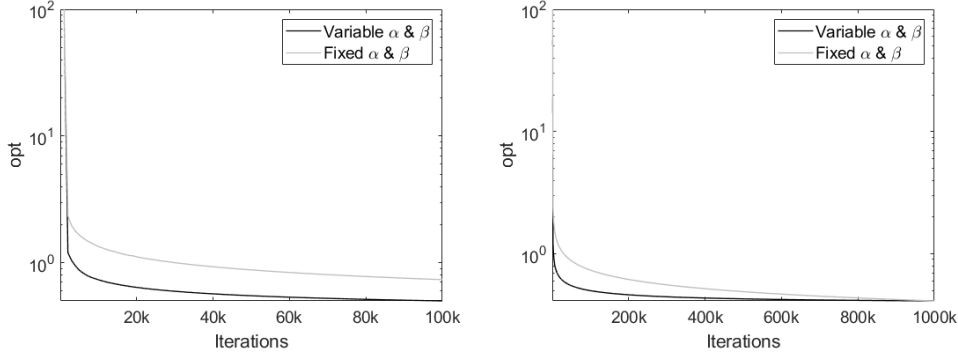 10^2
10^1
10^0
opt
20k 40k 60k 80k 100k
Iterations
Variable α & β
Fixed α & β
10^2
10^1
10^0
opt
200k 400k 600k 800k 1000k
Iterations
Variable α & β
Fixed α & β